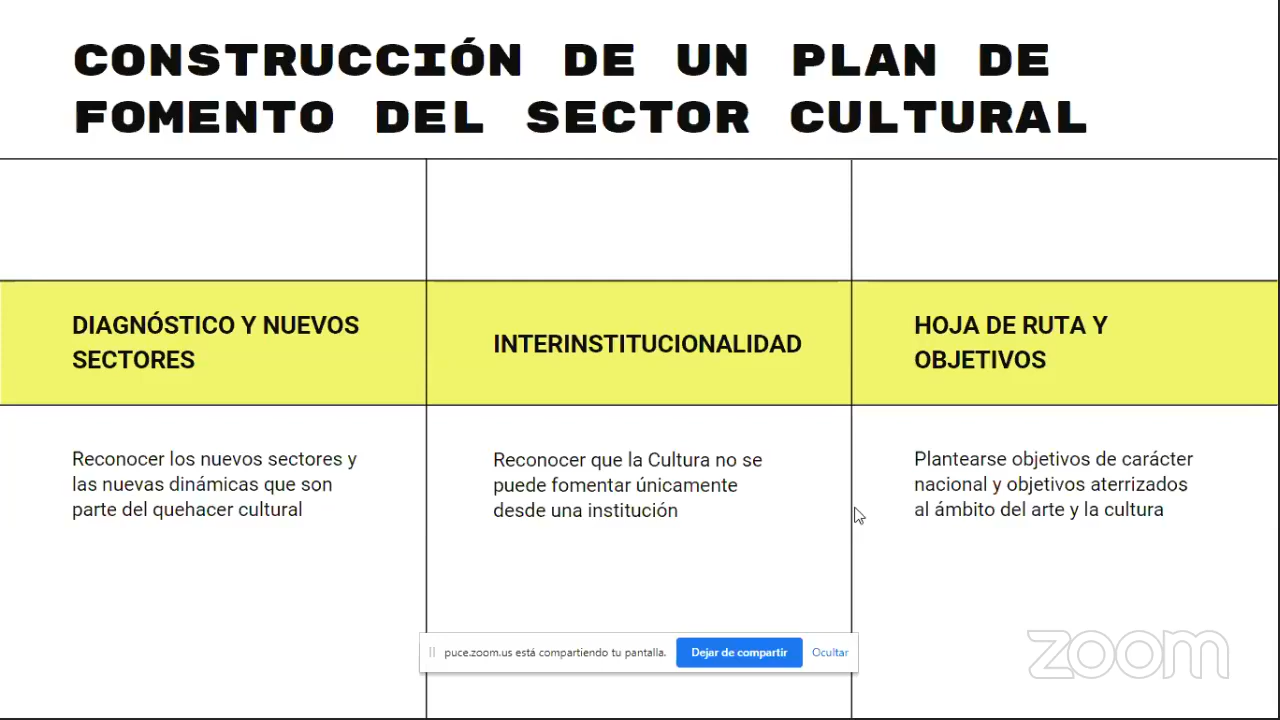 CONSTRUCCIÓN DE UN PLAN DE
FOMENTO DEL SECTOR CULTURAL
DIAGNÓSTICO Y NUEVOS
SECTORES
Reconocer los nuevos sectores y
las nuevas dinámicas que son
parte del quehacer cultural
INTERINSTITUCIONALIDAD
Reconocer que la Cultura no se
puede fomentar únicamente
desde una institución
HOJA DE RUTA Y
OBJETIVOS
Plantearse objetivos de carácter
nacional y objetivos aterrizados
al ámbito del arte y la cultura
puce.zoom.us está compartiendo tu pantalla.
Dejar de compartir
Ocultar
zoom